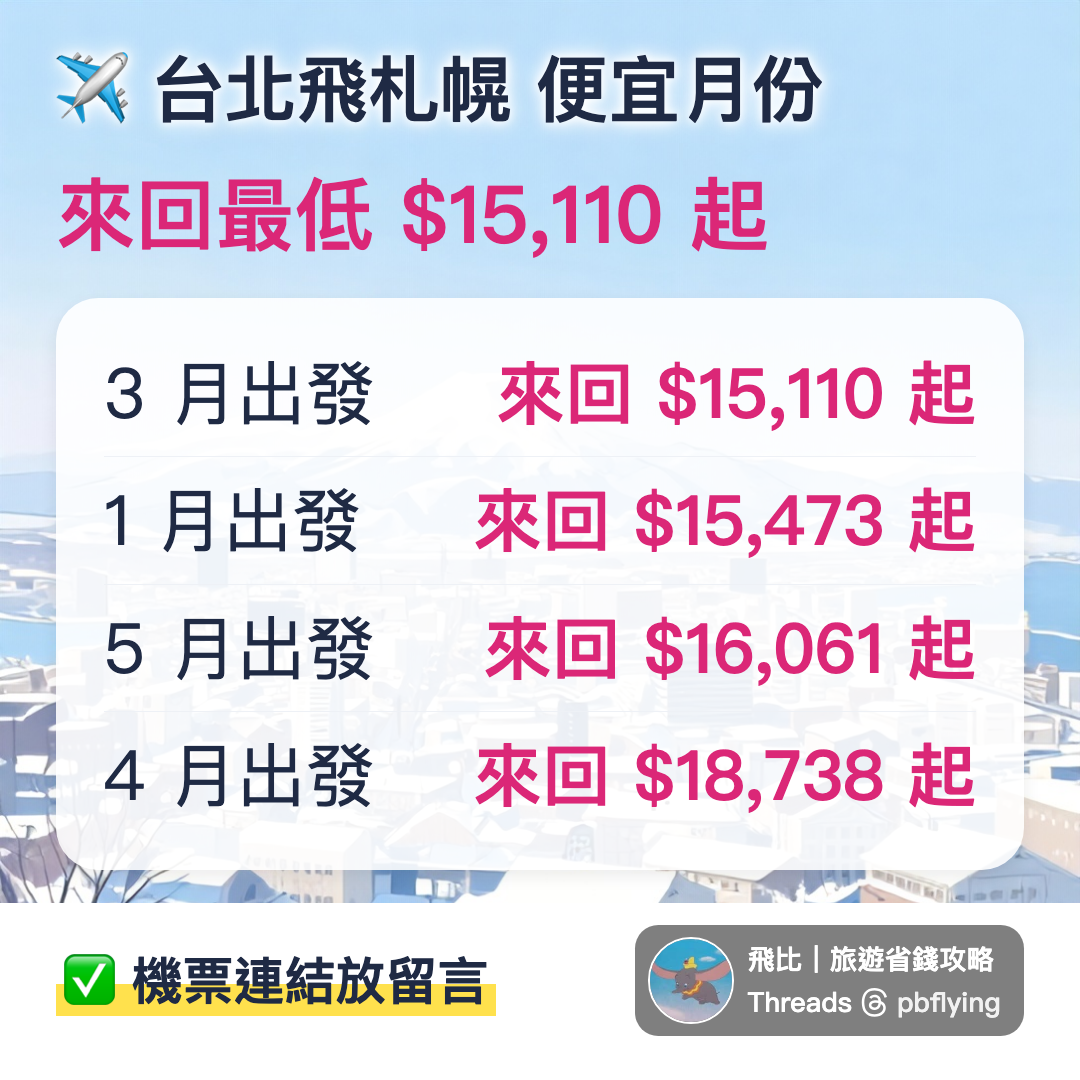 ✈️ 台北飛札幌 便宜月份
來回最低 $15,110 起
3 月出發 來回 $15,110 起
1 月出發 來回 $15,473 起
5 月出發 來回 $16,061 起
4 月出發 來回 $18,738 起
✅ 機票連結放留言
飛比｜旅遊省錢攻略
Threads @ pbflying